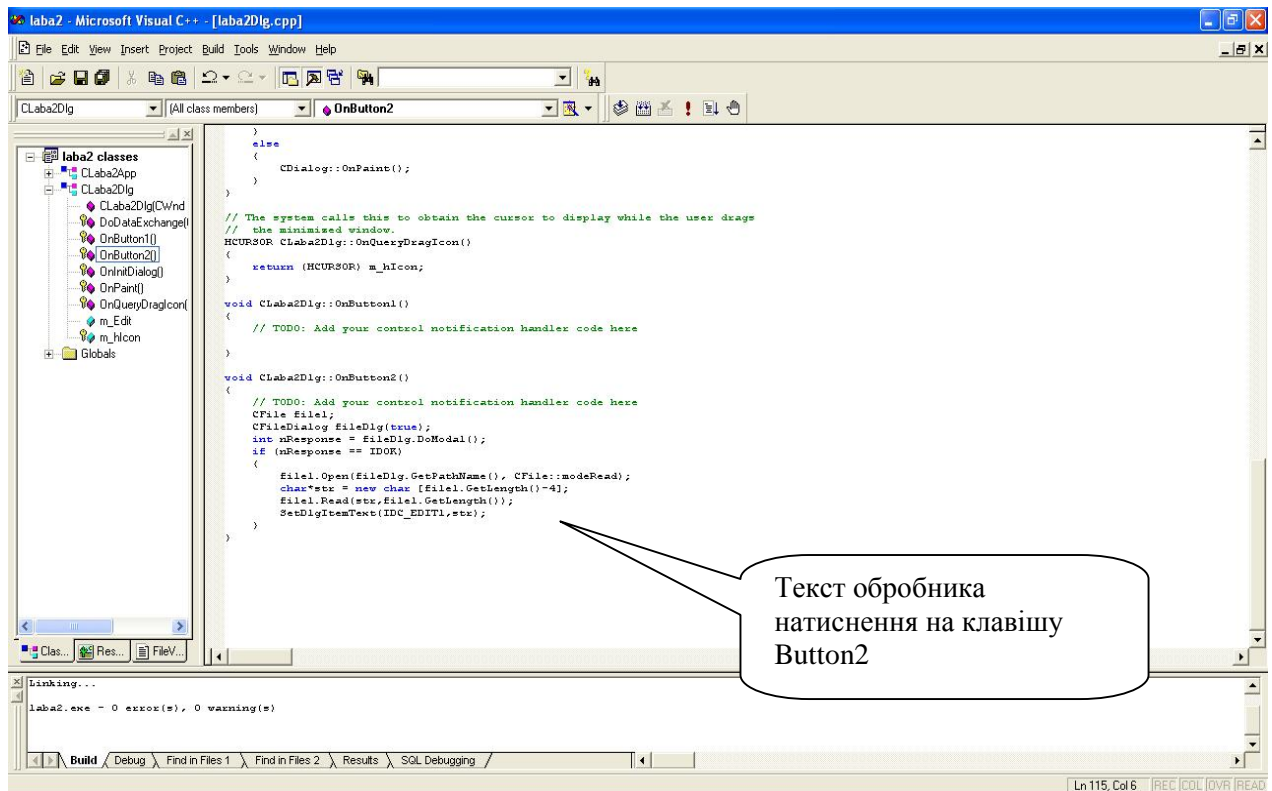 laba2 - Microsoft Visual C++ - [laba2Dlg.cpp]
File Edit View Insert Project Build Tools Window Help
CLaba2Dlg (All class members) OnButton2
laba2 classes
CLaba2App
CLaba2Dlg
CLaba2Dlg(CWnd
DoDataExchange(
OnButton1()
OnButton2()
OnInitDialog()
OnPaint()
OnQueryDragIcon(
m_Edit
m_hIcon
Globals
Clas... Res... FileV...
}
else
{
CDialog::OnPaint();
}
}
// The system calls this to obtain the cursor to display while the user drags
// the minimized window.
HCURSOR CLaba2Dlg::OnQueryDragIcon()
{
return (HCURSOR) m_hIcon;
}
void CLaba2Dlg::OnButton1()
{
// TODO: Add your control notification handler code here
}
void CLaba2Dlg::OnButton2()
{
// TODO: Add your control notification handler code here
CFile file1;
CFileDialog fileDlg(true);
int nResponse = fileDlg.DoModal();
if (nResponse == IDOK)
{
file1.Open(fileDlg.GetPathName(), CFile::modeRead);
char*str = new char [file1.GetLength()-4];
file1.Read(str,file1.GetLength());
SetDlgItemText(IDC_EDIT1,str);
}
}
Текст обробника
натиснення на клавішу
Button2
Linking...
laba2.exe - 0 error(s), 0 warning(s)
Build Debug Find in Files 1 Find in Files 2 Results SQL Debugging
Ln 115, Col 6 REC COL OVR READ